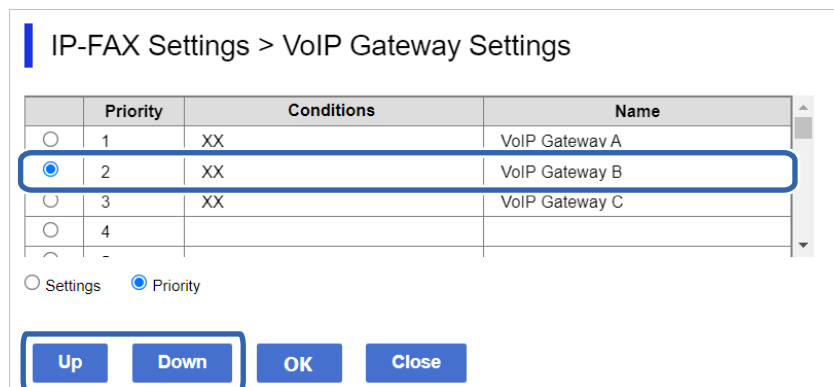 IP-FAX Settings > VoIP Gateway Settings
Priority Conditions Name
1 XX VoIP Gateway A
2 XX VoIP Gateway B
3 XX VoIP Gateway C
4
Settings Priority
Up Down OK Close